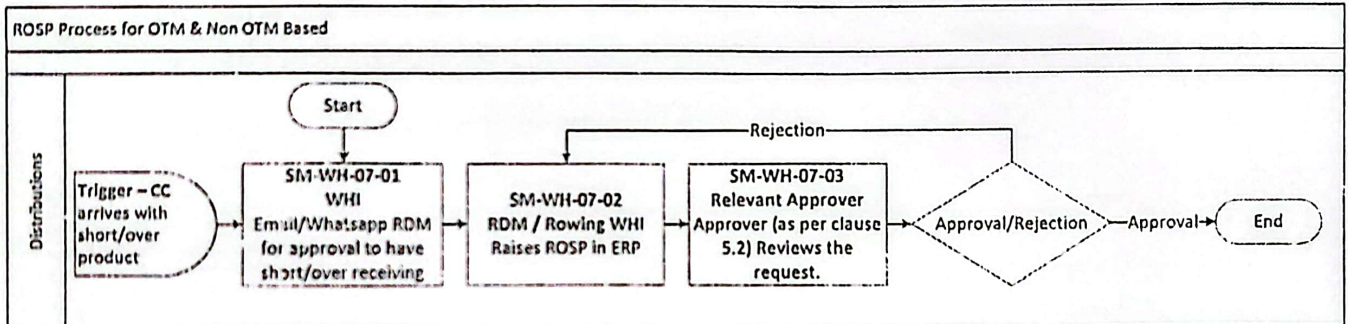 ROSP Process for OTM & Non OTM Based
Distributions
Start
Trigger – CC
arrives with
short/over
product
SM-WH-07-01
WHI
Email/Whatsapp RDM
for approval to have
short/over receiving
SM-WH-07-02
RDM / Rowing WHI
Raises ROSP in ERP
SM-WH-07-03
Relevant Approver
Approver (as per clause
5.2) Reviews the
request.
Rejection
Approval/Rejection
Approval
End